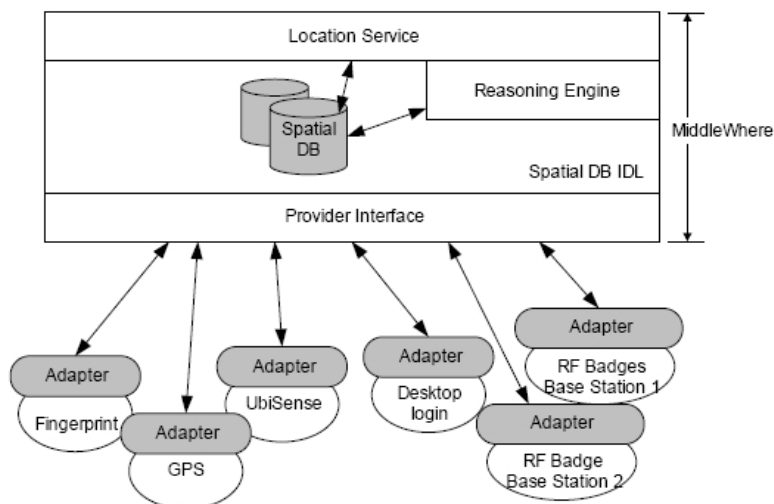 Location Service
Reasoning Engine
Spatial
DB
MiddleWhere
Spatial DB IDL
Provider Interface
Adapter
Fingerprint
Adapter
GPS
Adapter
UbiSense
Adapter
Desktop
login
Adapter
RF Badges
Base Station 1
Adapter
RF Badge
Base Station 2